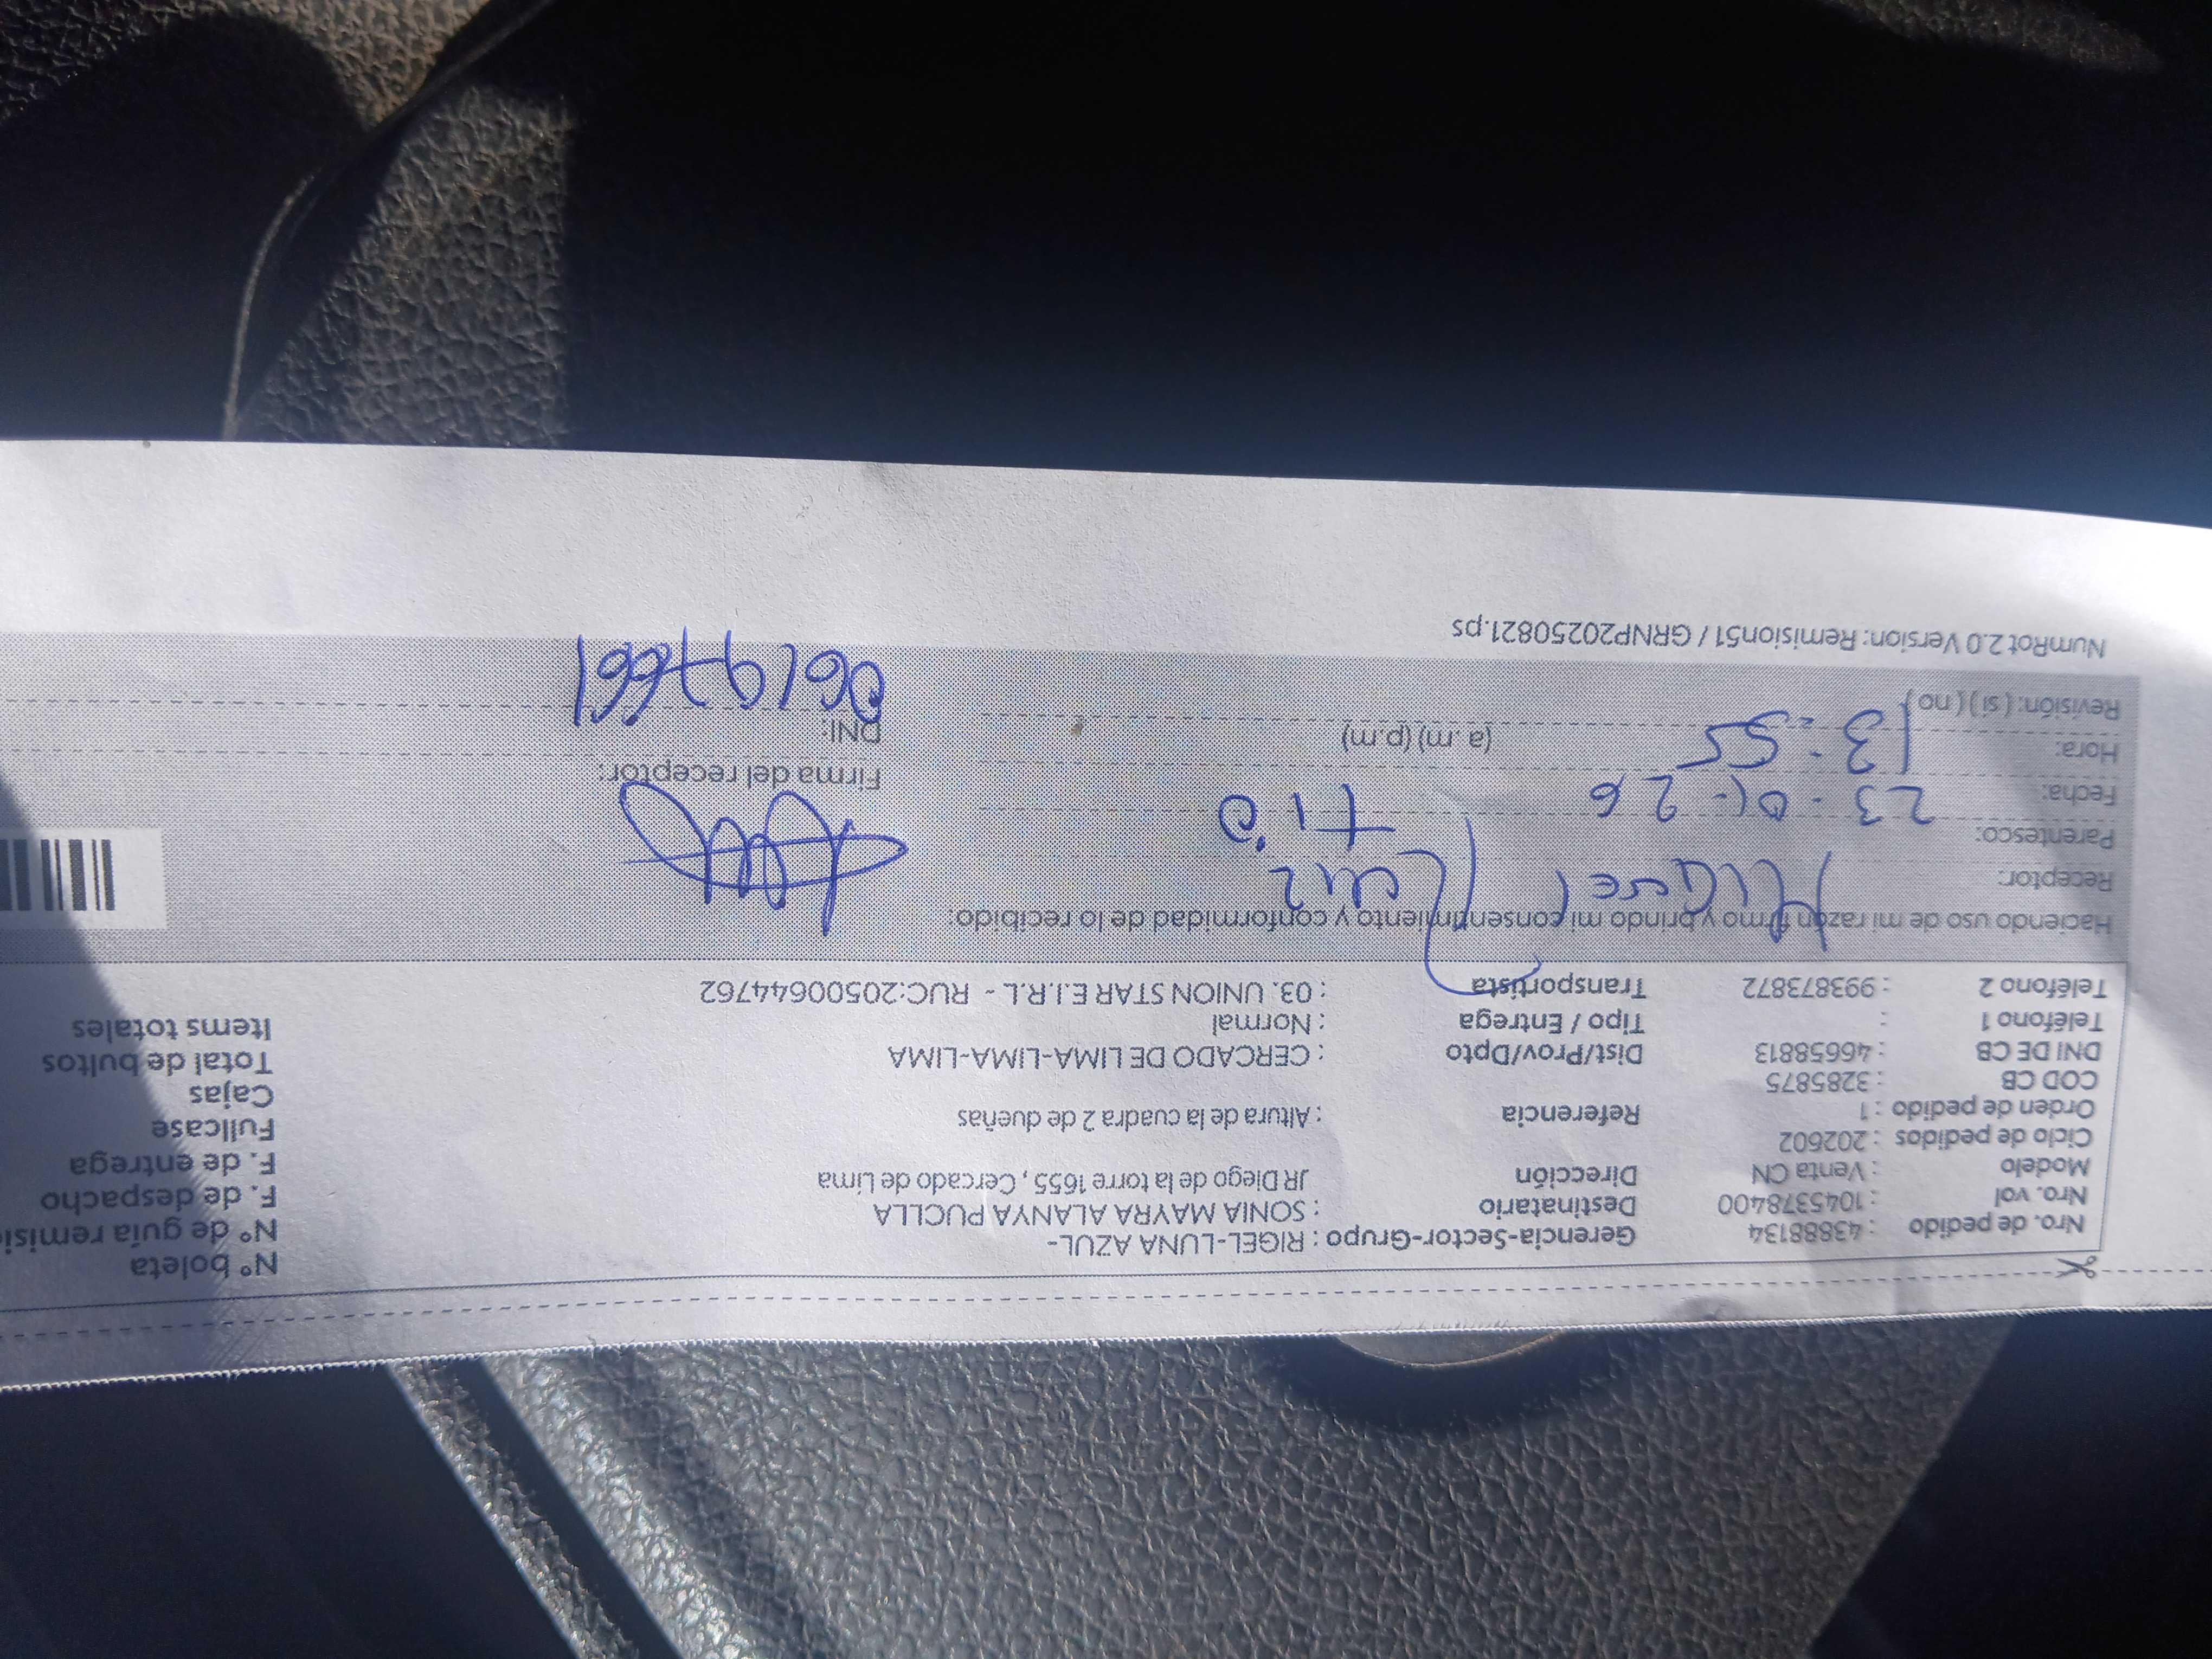 Nro. de pedido : 43888134 Gerencia-Sector-Grupo : RIGEL-LUNA AZUL- N° boleta
Nro. vol : 1045378400 Destinatario : SONIA MAYRA ALANYA PUCLLA N° de guía
Modelo : Venta CN Dirección JR Diego de la torre 1655 , Cercado de Lima F. de despacho
Ciclo de pedidos : 202602 F. de entrega
Orden de pedido : 1 Referencia : Altura de la cuadra 2 de dueñas Fullcase
COD CB : 3285875 Cajas
DNI DE CB : 46658813 Dist/Prov/Dpto : CERCADO DE LIMA-LIMA-LIMA Total de bultos
Teléfono 1 : Tipo / Entrega : Normal Items totales
Teléfono 2 : 993873872 Transportista : 03. UNION STAR E.I.R.L - RUC:20500644762
Haciendo uso de mi razón firmo y brindo mi consentimiento y conformidad de lo recibido:
Receptor: Miguel
Parentesco: tio
Fecha: 23-01-26 Firma del receptor:
Hora: 13-55 (a.m) (p.m) DNI: 06197661
Revisión: (si) (no)
NumRot 2.0 Version: Remision51 / GRNP20250821.ps